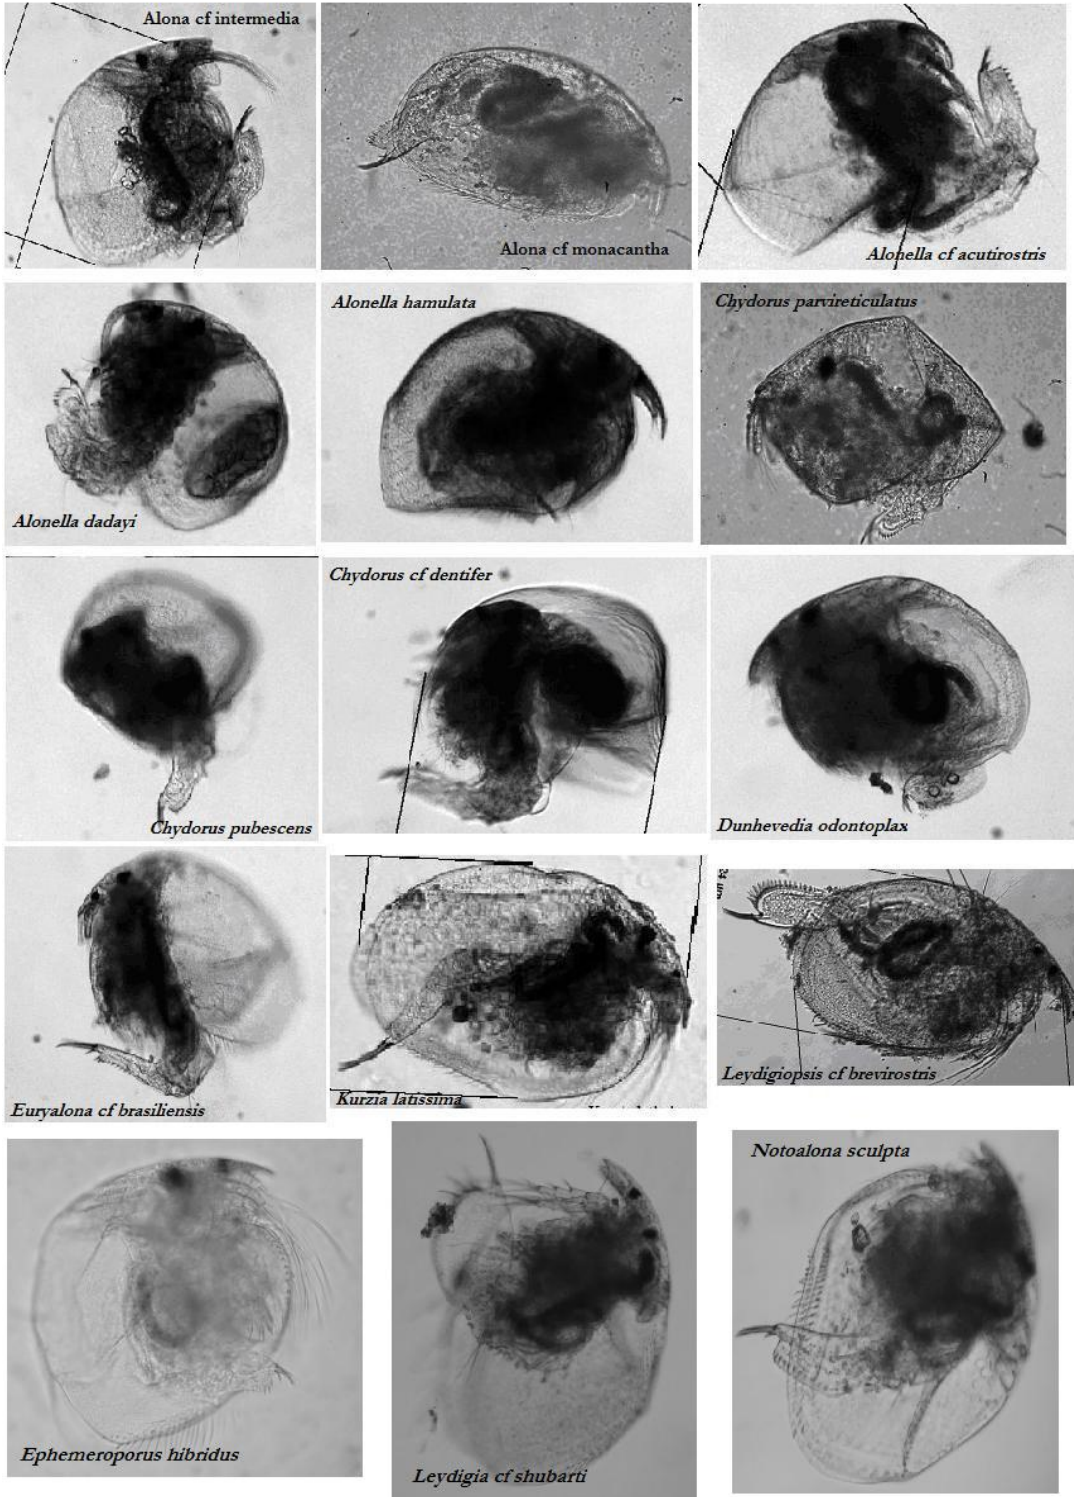 Alona cf intermedia
Alona cf monacantha
Alonella cf acutirostris
Alonella dadayi
Alonella hamulata
Chydorus parvireticulatus
Chydorus pubescens
Chydorus cf dentifer
Dunhevedia odontoplax
Euryalona cf brasiliensis
Kurzia latissima
Leydigiopsis cf brevirostris
Ephemeroporus hibridus
Leydigia cf shubarti
Notoalona sculpta